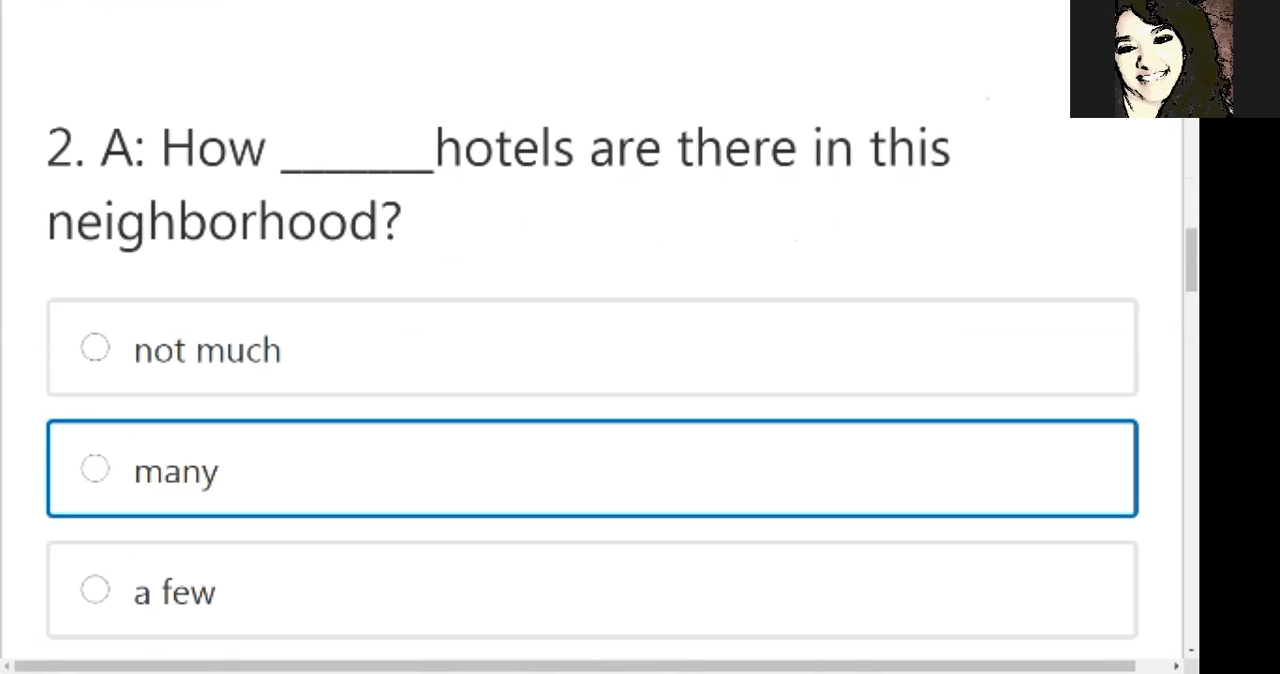 2. A: How _______hotels are there in this
neighborhood?
not much
many
a few